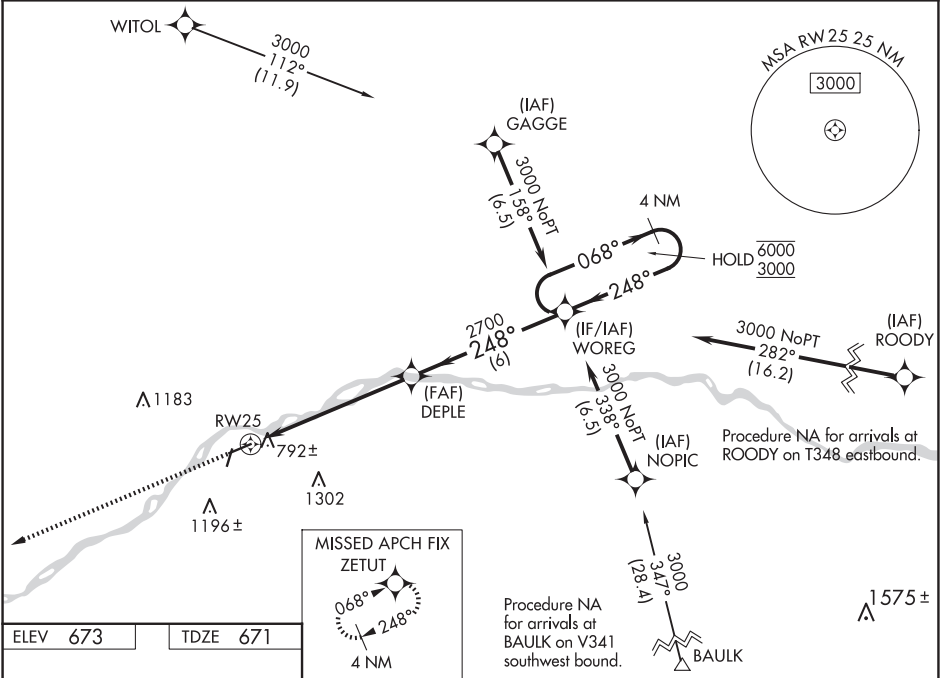 WITOL
3000
112°
(11.9)
MSA RW25 25 NM
3000
(IAF)
GAGGE
3000 NoPT
158°
(6.5)
4 NM
068°
HOLD
6000
3000
248°
(IF/IAF)
WOREG
2700
248°
(6)
3000 NoPT
282°
(16.2)
(IAF)
ROODY
(FAF)
DEPLE
1183
RW25
792±
3000 NoPT
338°
(6.5)
(IAF)
NOPIC
Procedure NA for arrivals at
ROODY on T348 eastbound.
1302
1196±
MISSED APCH FIX
ZETUT
068°
248°
4 NM
3000
347°
(28.4)
1575±
Procedure NA
for arrivals at
BAULK on V341
southwest bound.
BAULK
ELEV 673
TDZE 671